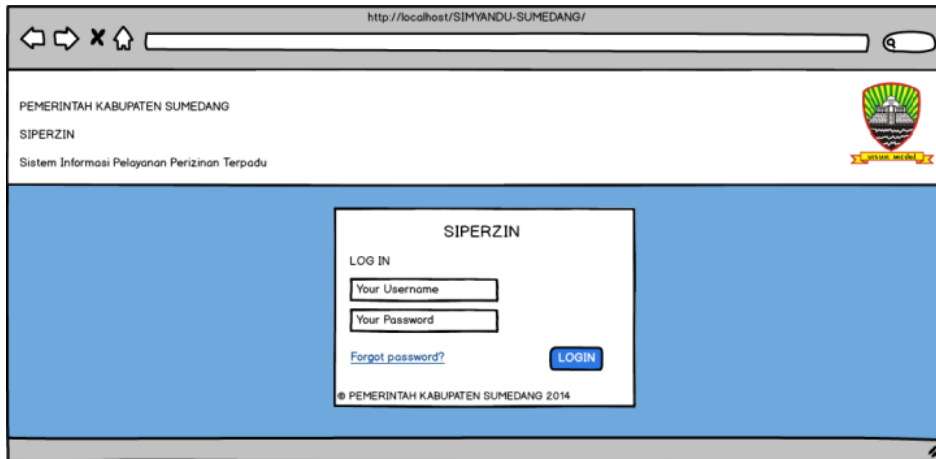 http://localhost/SIMYANDU-SUMEDANG/
PEMERINTAH KABUPATEN SUMEDANG
SIPERZIN
Sistem Informasi Pelayanan Perizinan Terpadu
SIPERZIN
LOG IN
Your Username
Your Password
Forgot password?
LOGIN
© PEMERINTAH KABUPATEN SUMEDANG 2014